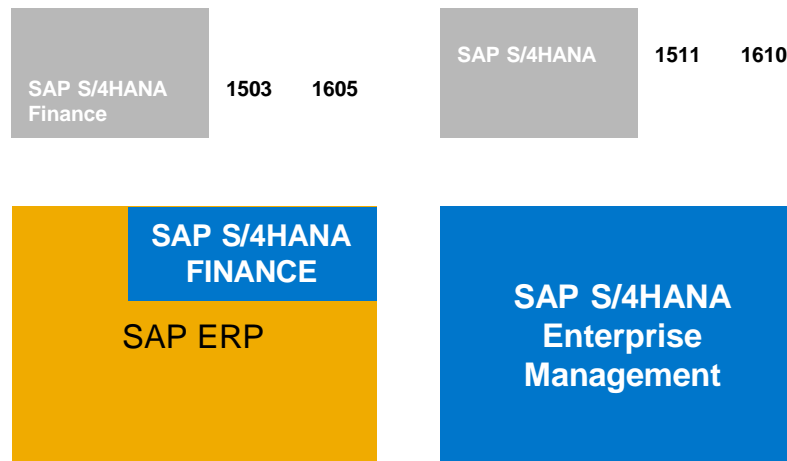 SAP S/4HANA
Finance
1503 1605
SAP S/4HANA 1511 1610
SAP S/4HANA
FINANCE
SAP ERP
SAP S/4HANA
Enterprise
Management